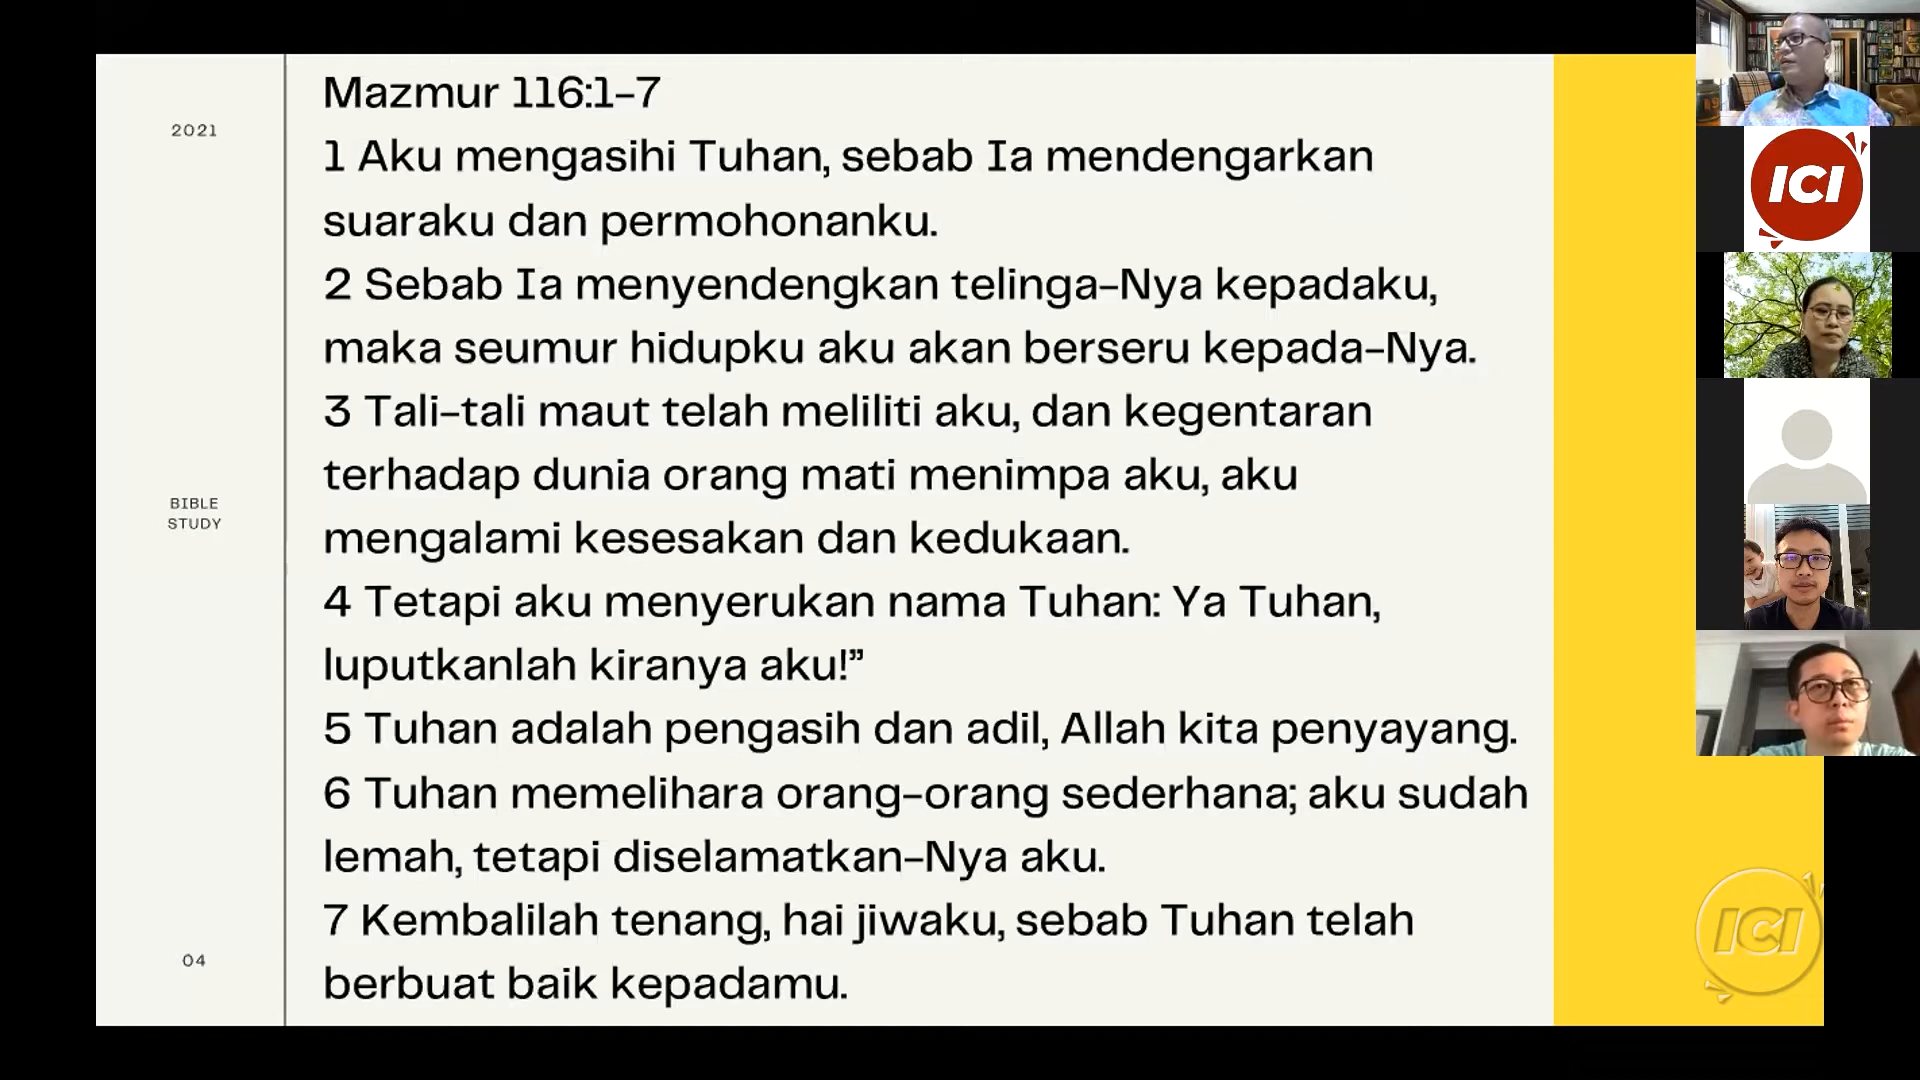 2021
BIBLE
STUDY
04
Mazmur 116:1-7
1 Aku mengasihi Tuhan, sebab Ia mendengarkan
suaraku dan permohonanku.
2 Sebab Ia menyendengkan telinga-Nya kepadaku,
maka seumur hidupku aku akan berseru kepada-Nya.
3 Tali-tali maut telah meliliti aku, dan kegentaran
terhadap dunia orang mati menimpa aku, aku
mengalami kesesakan dan kedukaan.
4 Tetapi aku menyerukan nama Tuhan: Ya Tuhan,
luputkanlah kiranya aku!”
5 Tuhan adalah pengasih dan adil, Allah kita penyayang.
6 Tuhan memelihara orang-orang sederhana; aku sudah
lemah, tetapi diselamatkan-Nya aku.
7 Kembalilah tenang, hai jiwaku, sebab Tuhan telah
berbuat baik kepadamu.
ICI
ICI